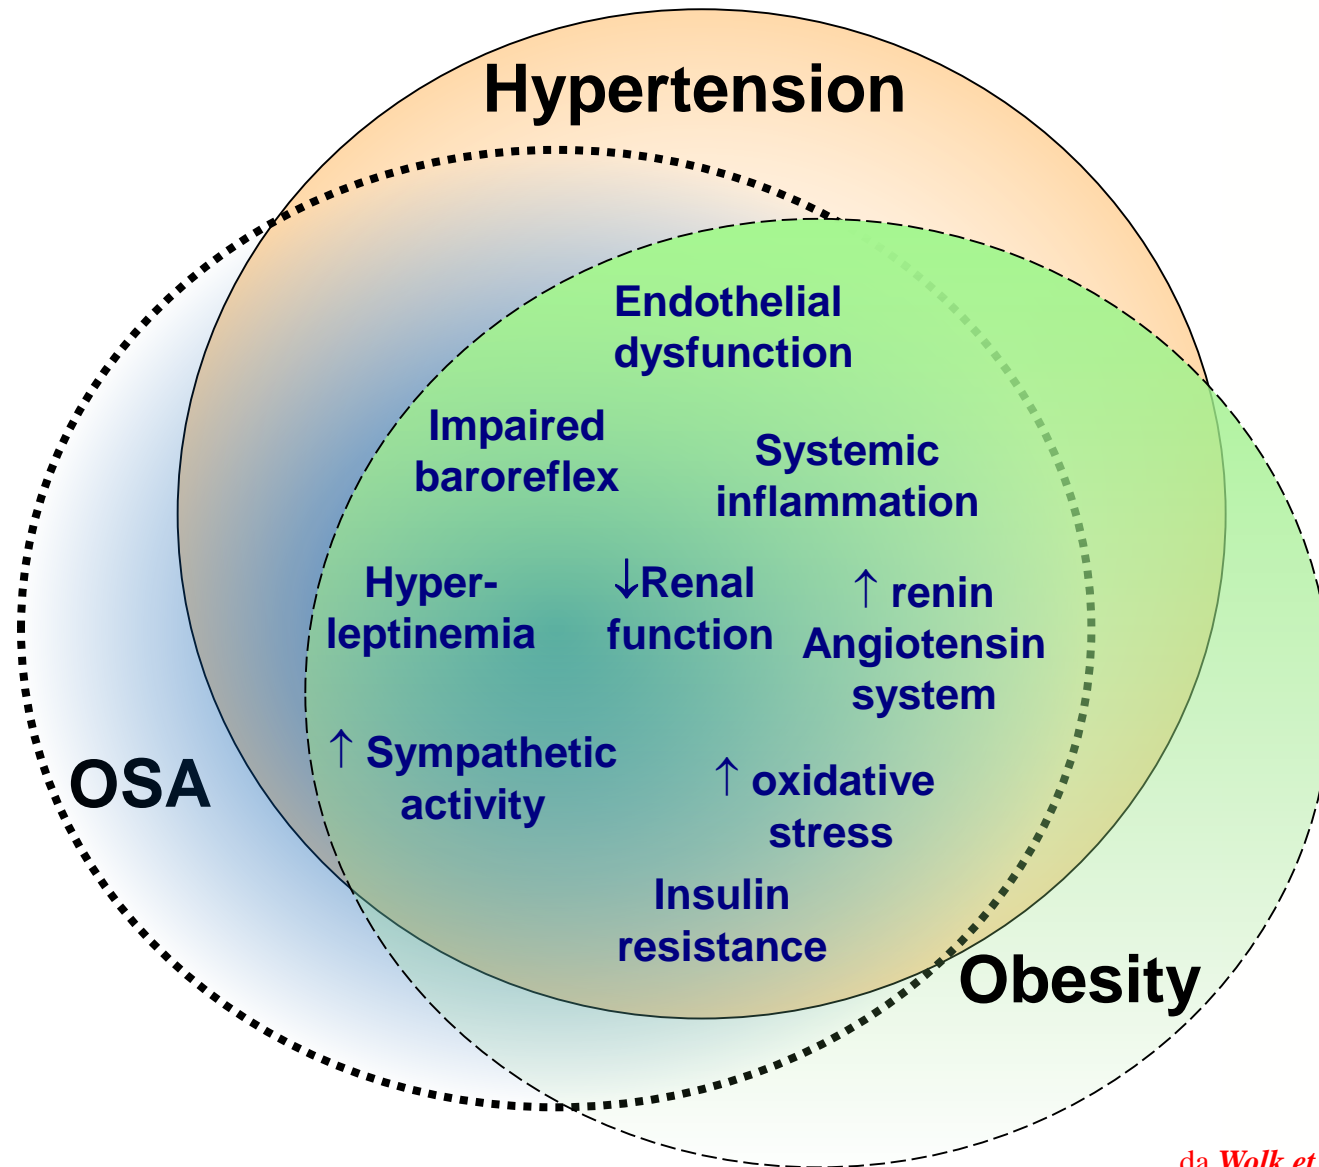 Hypertension
Endothelial
dysfunction
Impaired
baroreflex
Systemic
inflammation
Hyper-
leptinemia
↓Renal
function
↑ renin
Angiotensin
system
↑ Sympathetic
activity
↑ oxidative
stress
Insulin
resistance
OSA
Obesity
da Wolk et